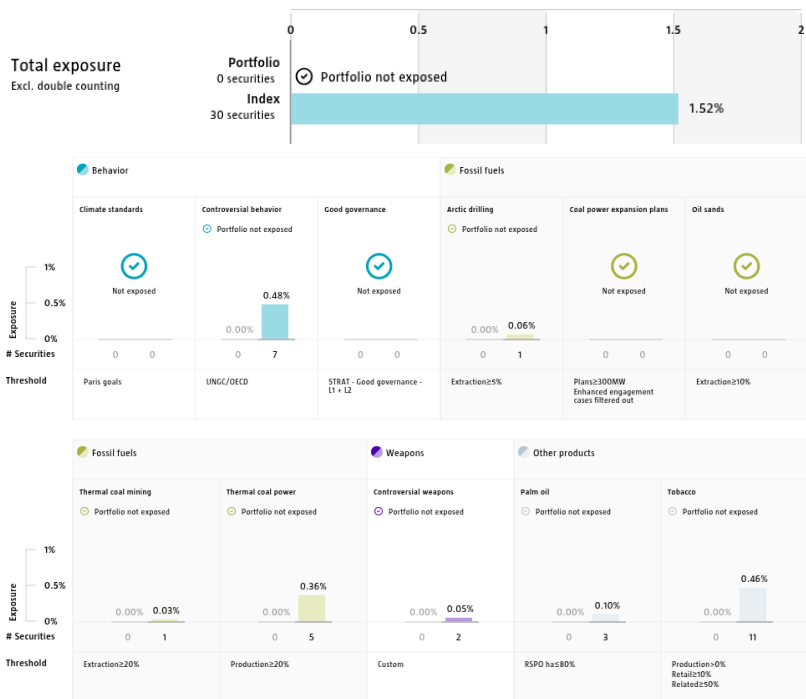 0 0.5 1 1.5 2
Total exposure
Excl. double counting
Portfolio
0 securities
Portfolio not exposed
Index
30 securities
1.52%
Behavior
Fossil fuels
Climate standards
Controversial behavior
Good governance
Arctic drilling
Coal power expansion plans
Oil sands
Portfolio not exposed
Portfolio not exposed
Not exposed
Not exposed
Not exposed
Not exposed
Exposure
1%
0.5%
0%
0.00% 0.48%
0.00% 0.06%
# Securities
0 0 0 7 0 0 0 1 0 0 0 0
Threshold
Paris goals
UNGC/OECD
STRAT - Good governance -
L1 + L2
Extraction≥5%
Plans≥300MW
Enhanced engagement
cases filtered out
Extraction≥10%
Fossil fuels
Weapons
Other products
Thermal coal mining
Thermal coal power
Controversial weapons
Palm oil
Tobacco
Portfolio not exposed
Portfolio not exposed
Portfolio not exposed
Portfolio not exposed
Portfolio not exposed
Exposure
1%
0.5%
0%
0.00% 0.03%
0.00% 0.36%
0.00% 0.05%
0.00% 0.10%
0.00% 0.46%
# Securities
0 1 0 5 0 2 0 3 0 11
Threshold
Extraction≥20%
Production≥20%
Custom
RSPO ha≤80%
Production>0%
Retail≥10%
Related≥50%